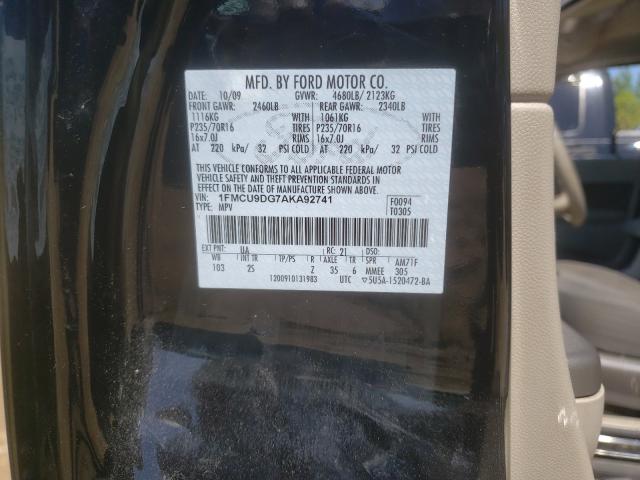 MFD. BY FORD MOTOR CO.
DATE: 10/09 GVWR: 4680LB/ 2123KG
FRONT GAWR: 2460LB REAR GAWR: 2340LB
1116KG WITH 1061KG WITH
P235/70R16 TIRES P235/70R16 TIRES
16x7.0J RIMS 16x7.0J RIMS
AT 220 kPa/ 32 PSI COLD AT 220 kPa/ 32 PSI COLD
THIS VEHICLE CONFORMS TO ALL APPLICABLE FEDERAL MOTOR
VEHICLE SAFETY AND THEFT PREVENTION STANDARDS IN EFFECT
ON THE DATE OF MANUFACTURE SHOWN ABOVE.
VIN: 1FMCU9DG7AKA92741 F0094
TYPE: MPV T0305
EXT PNT: UA RC: 21 DSO:
WB INT TR TP/PS R AXLE TR SPR AM71F
103 2S Z 35 6 MMEE 305
1200910131983 UTC ▽5U5A-1520472-BA